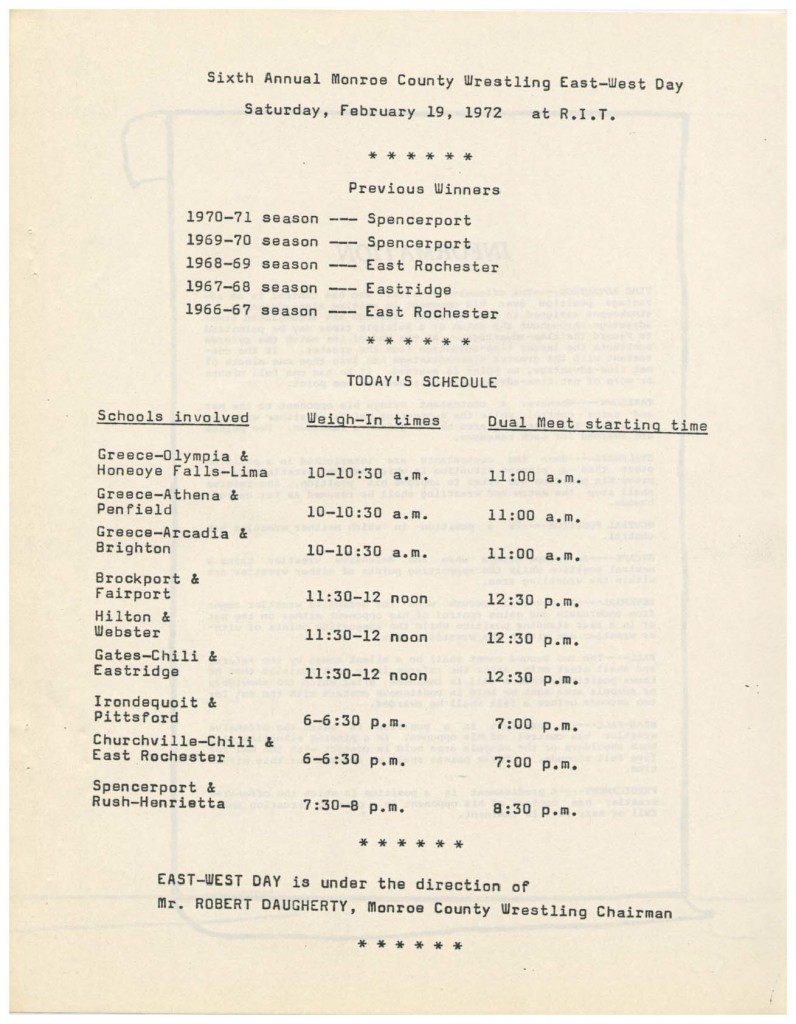 Sixth Annual Monroe County Wrestling East-West Day
Saturday, February 19, 1972 at R.I.T.
* * * * * *
Previous Winners
1970-71 season --- Spencerport
1969-70 season --- Spencerport
1968-69 season --- East Rochester
1967-68 season --- Eastridge
1966-67 season --- East Rochester
* * * * * *
TODAY'S SCHEDULE
Schools involved Weigh-In times Dual Meet starting time
Greece-Olympia &
Honeoye Falls-Lima 10-10:30 a.m. 11:00 a.m.
Greece-Athena &
Penfield 10-10:30 a.m. 11:00 a.m.
Greece-Arcadia &
Brighton 10-10:30 a.m. 11:00 a.m.
Brockport &
Fairport 11:30-12 noon 12:30 p.m.
Hilton &
Webster 11:30-12 noon 12:30 p.m.
Gates-Chili &
Eastridge 11:30-12 noon 12:30 p.m.
Irondequoit &
Pittsford 6-6:30 p.m. 7:00 p.m.
Churchville-Chili &
East Rochester 6-6:30 p.m. 7:00 p.m.
Spencerport &
Rush-Henrietta 7:30-8 p.m. 8:30 p.m.
* * * * * *
EAST-WEST DAY is under the direction of
Mr. ROBERT DAUGHERTY, Monroe County Wrestling Chairman
* * * * * *